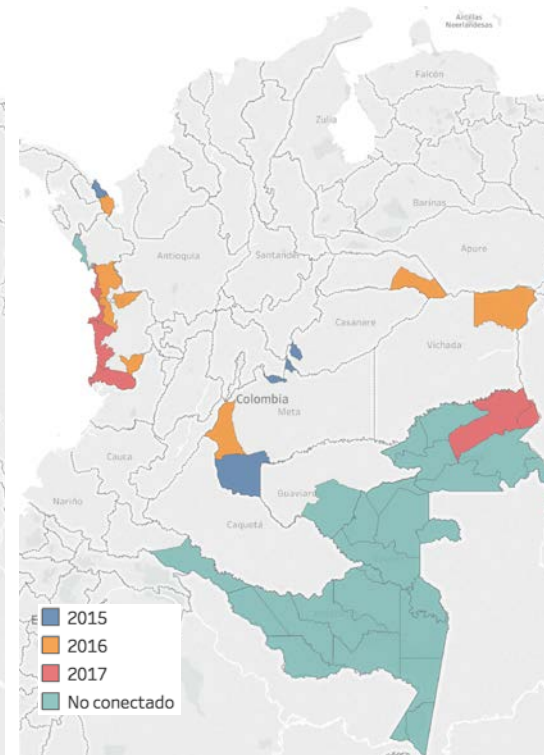 Antillas
Neerlandesas
Falcón
Zulia
Barinas
Apure
Antioquia
Santander
Casanare
Vichada
Colombia
Meta
Cauca
Guaviare
Nariño
Caquetá
2015
2016
2017
No conectado